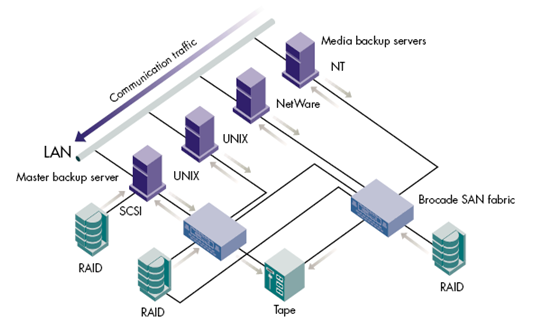 Media backup servers
NT
Communication traffic
NetWare
UNIX
LAN
Master backup server
UNIX
SCSI
Brocade SAN fabric
RAID
RAID
Tape
RAID